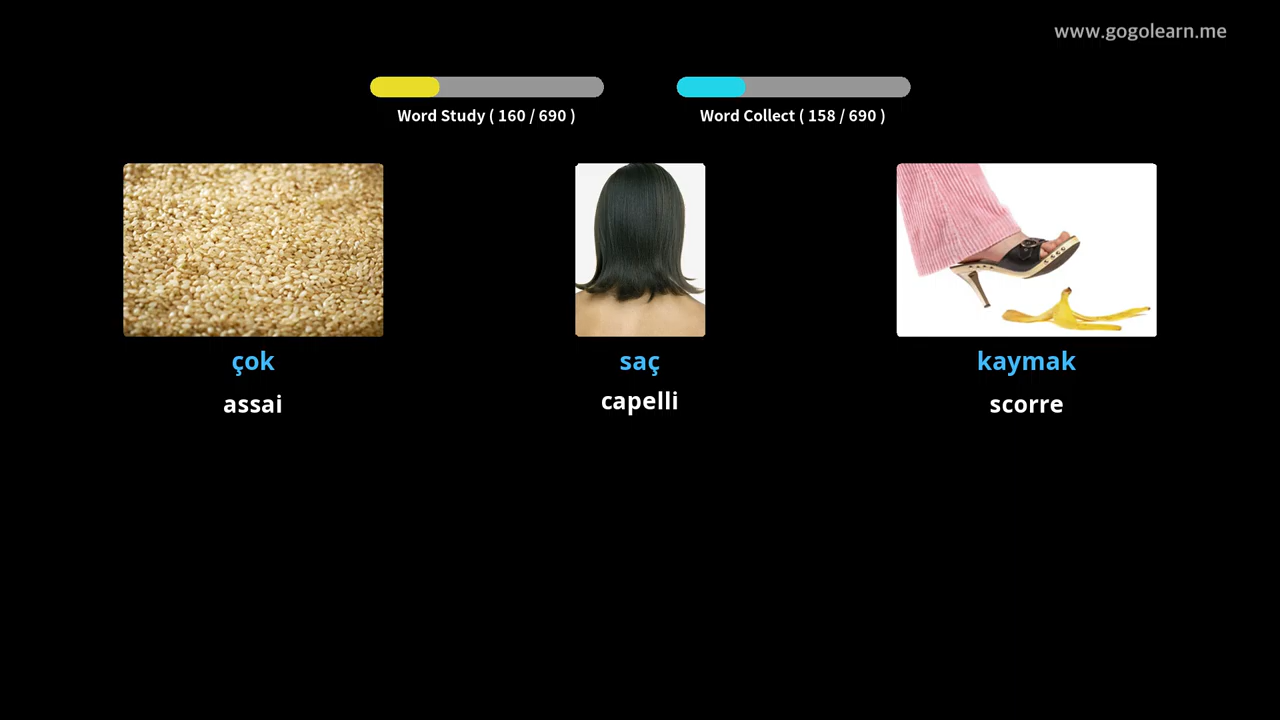 www.gogolearn.me
Word Study ( 160 / 690 )
Word Collect ( 158 / 690 )
çok
saç
kaymak
assai
capelli
scorre